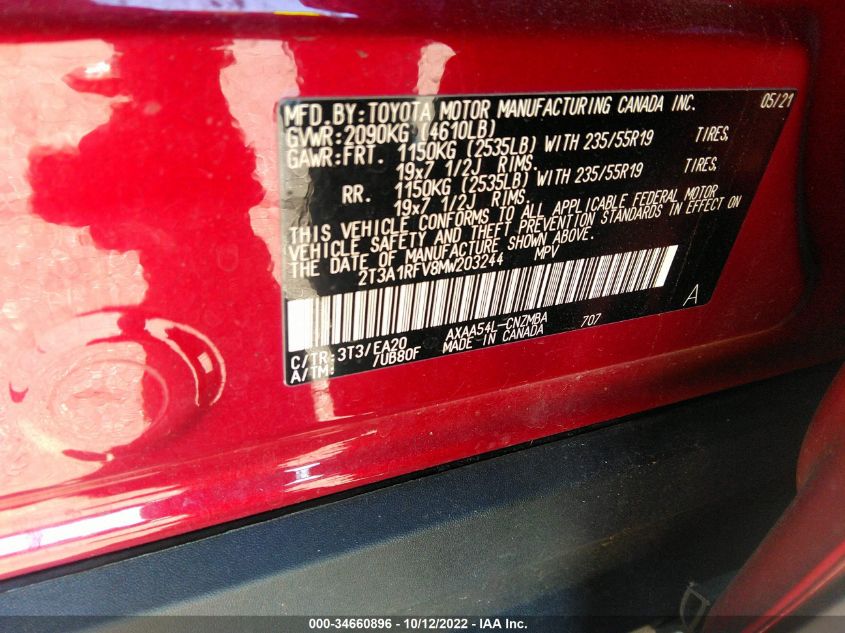 MFD. BY: TOYOTA MOTOR MANUFACTURING CANADA INC. 05/21
GVWR: 2090KG (4610LB)
GAWR: FRT. 1150KG (2535LB) WITH 235/55R19 TIRES,
19x7 1/2J RIMS.
RR. 1150KG (2535LB) WITH 235/55R19 TIRES,
19x7 1/2J RIMS.
THIS VEHICLE CONFORMS TO ALL APPLICABLE FEDERAL MOTOR
VEHICLE SAFETY AND THEFT PREVENTION STANDARDS IN EFFECT ON
THE DATE OF MANUFACTURE SHOWN ABOVE.
2T3A1RFV8MW203244 MPV
A
C/TR: 3T3/EA20 AXAA54L-CNZMBA 707
A/TM: /UB80F MADE IN CANADA
000-34660896 - 10/12/2022 - IAA Inc.